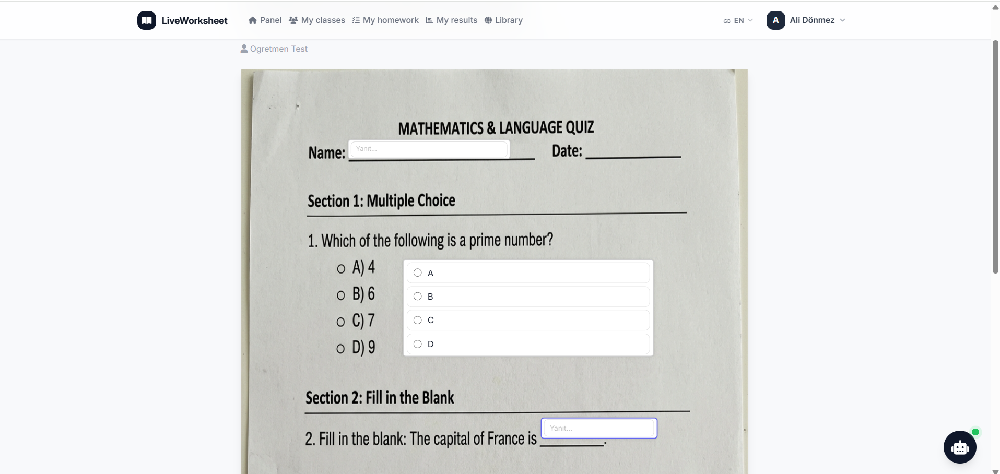 LiveWorksheet Panel My classes My homework My results Library GB EN A Ali Dönmez
Ogretmen Test
MATHEMATICS & LANGUAGE QUIZ
Name: Yanıt... Date:
Section 1: Multiple Choice
1. Which of the following is a prime number?
A) 4
B) 6
C) 7
D) 9
A
B
C
D
Section 2: Fill in the Blank
2. Fill in the blank: The capital of France is Yanıt... .